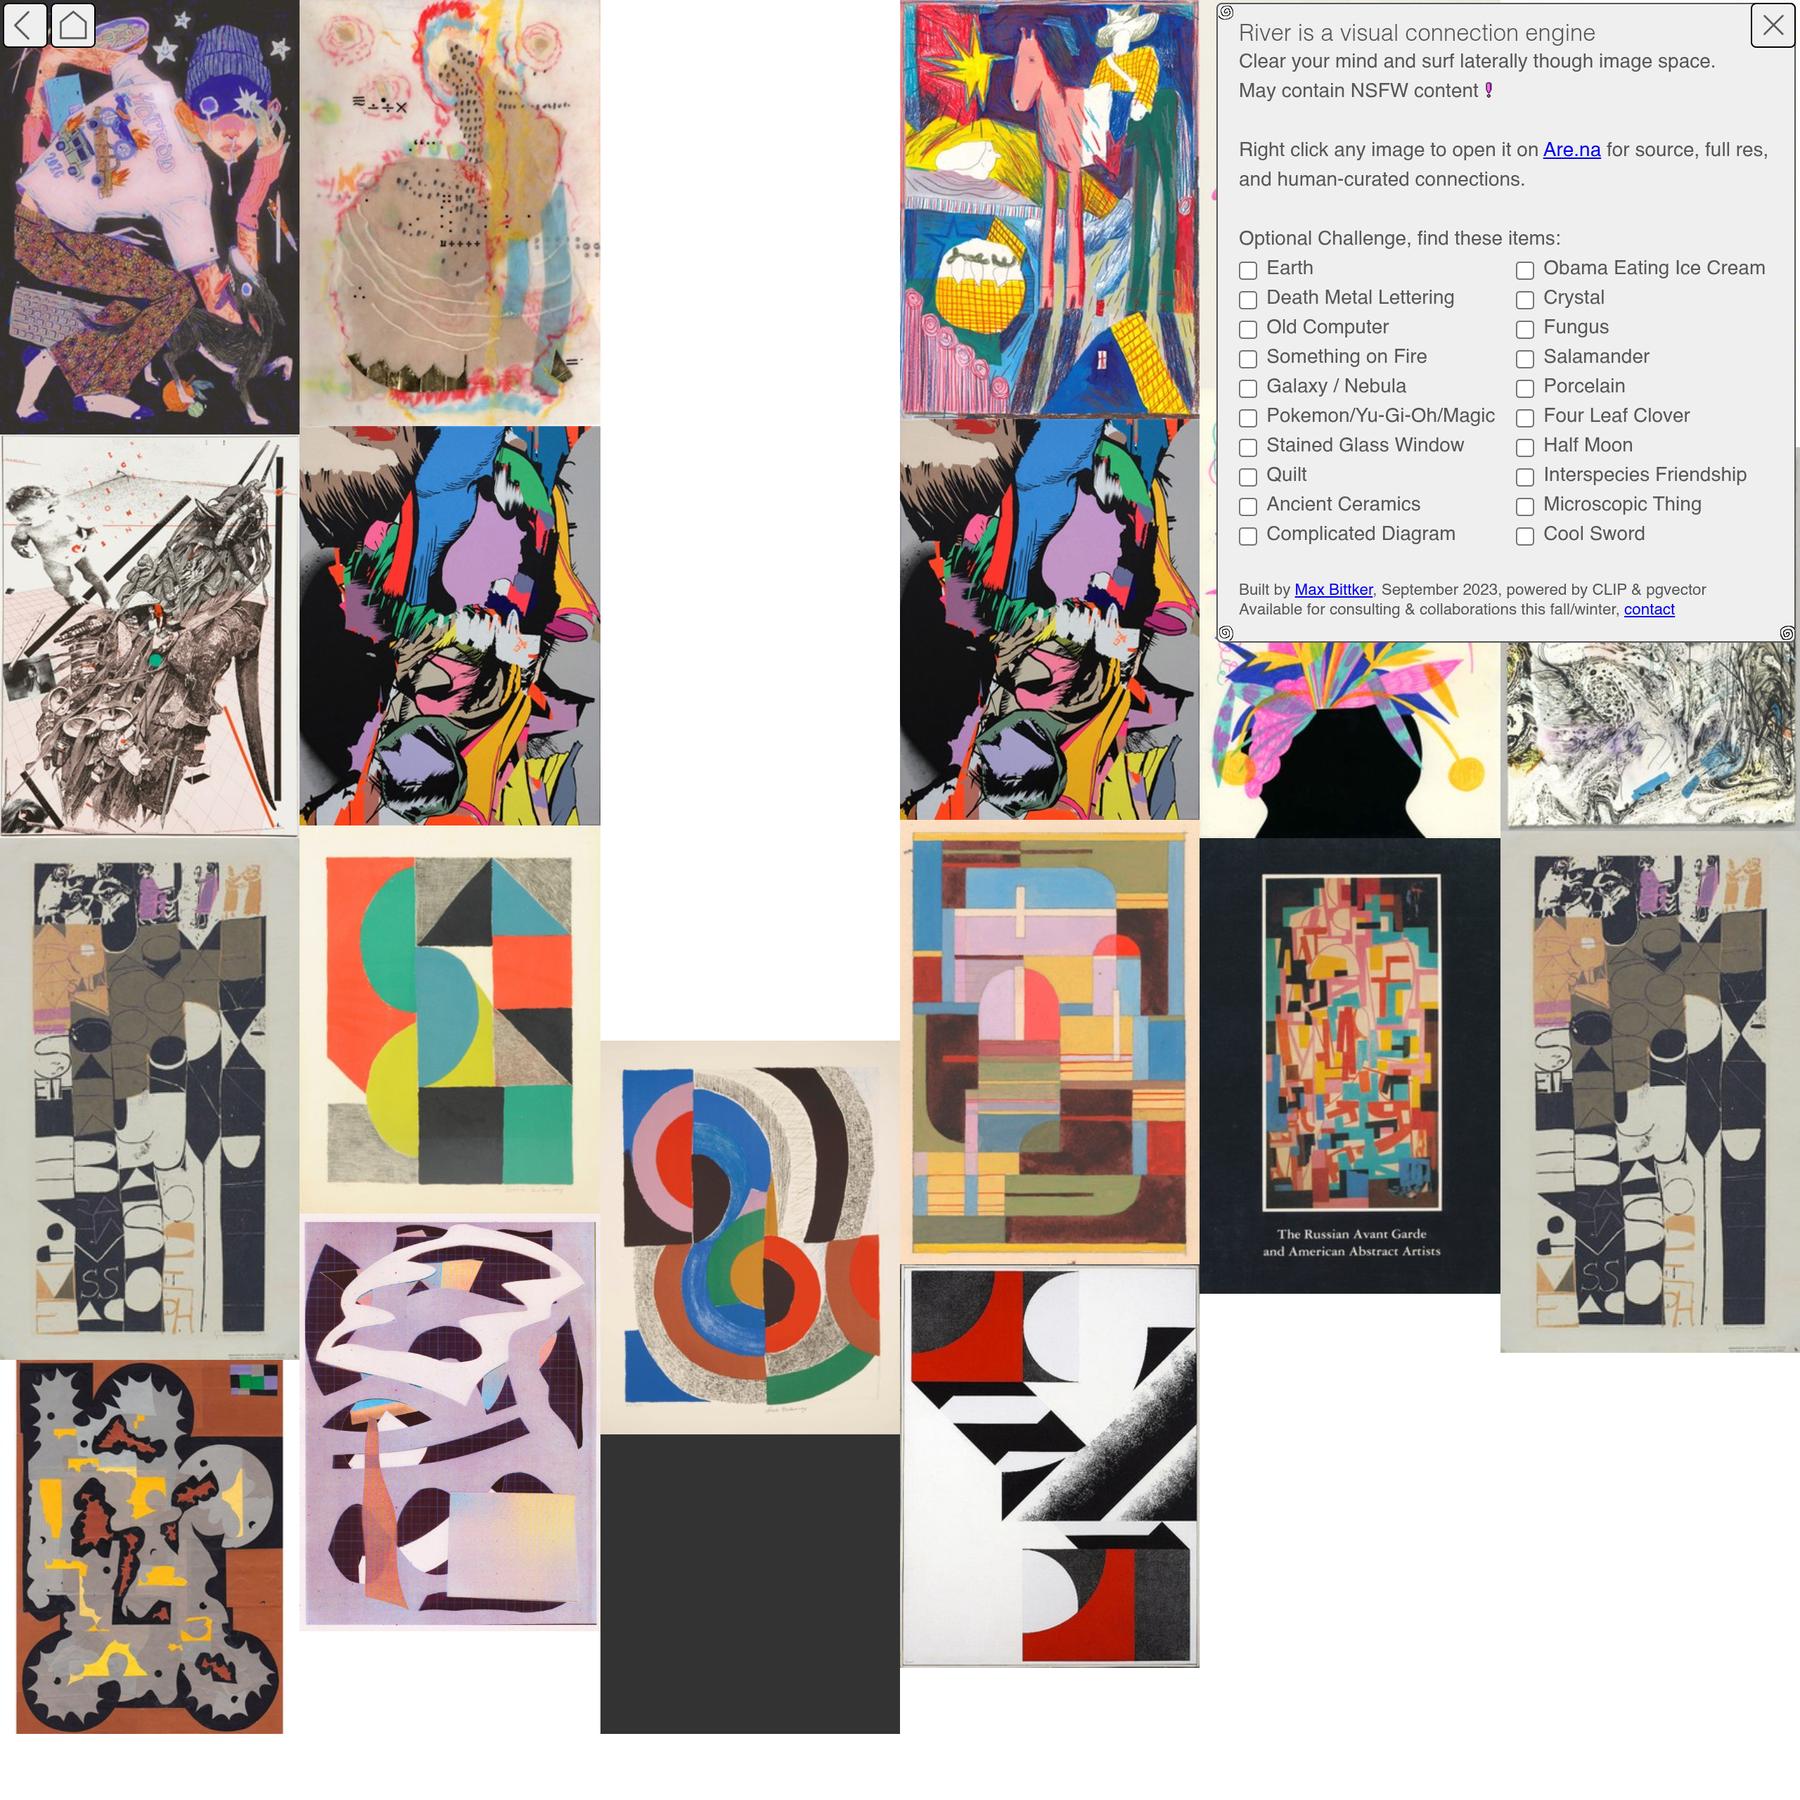 River is a visual connection engine
Clear your mind and surf laterally though image space.
May contain NSFW content
Right click any image to open it on Are.na for source, full res,
and human-curated connections.
Optional Challenge, find these items:
Earth
Death Metal Lettering
Old Computer
Something on Fire
Galaxy / Nebula
Pokemon/Yu-Gi-Oh/Magic
Stained Glass Window
Quilt
Ancient Ceramics
Complicated Diagram
Obama Eating Ice Cream
Crystal
Fungus
Salamander
Porcelain
Four Leaf Clover
Half Moon
Interspecies Friendship
Microscopic Thing
Cool Sword
Built by Max Bittker, September 2023, powered by CLIP & pgvector
Available for consulting & collaborations this fall/winter, contact
The Russian Avant Garde
and American Abstract Artists